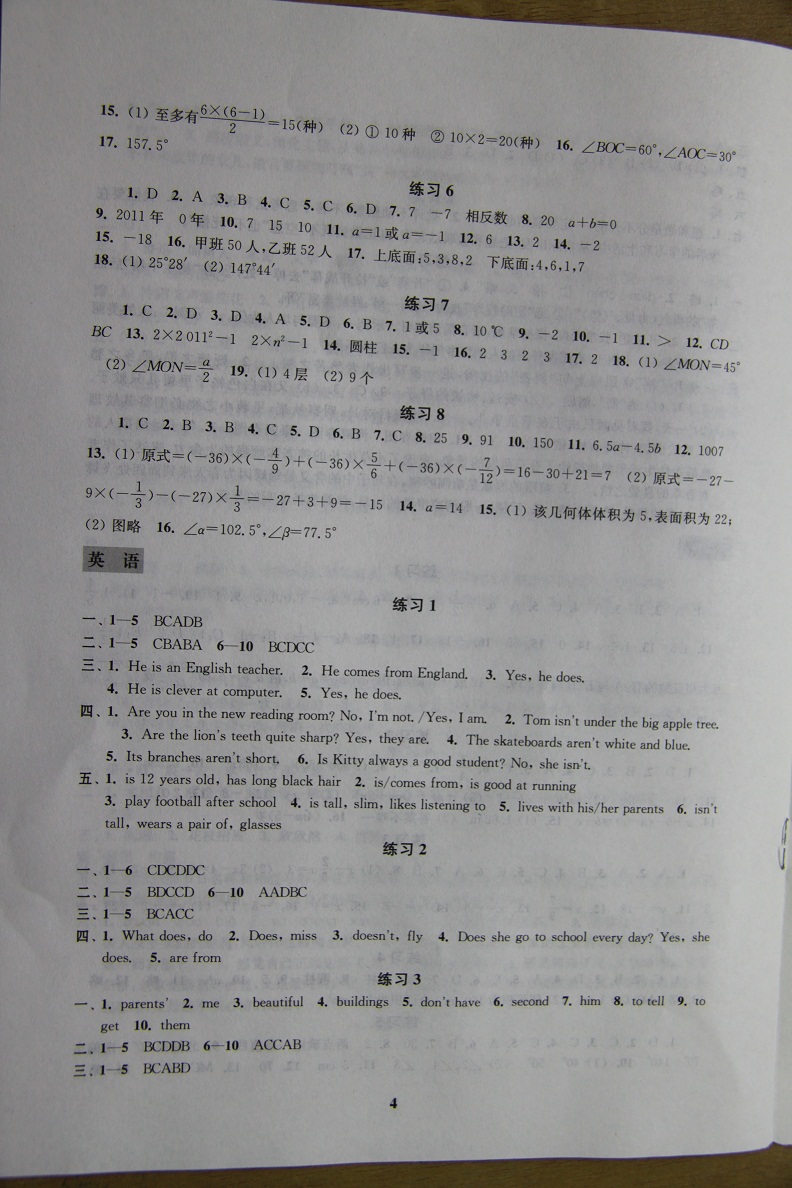 15. (1) 至多有6×(6-1)/2=15(种) (2) ① 10种 ② 10×2=20(种) 16. ∠BOC=60°,∠AOC=30°
17. 157.5°
练习6
1. D 2. A 3. B 4. C 5. C 6. D 7. 7 -7 相反数 8. 20 a+b=0
9. 2011年 0年 10. 7 15 10 11. a=1或a=-1 12. 6 13. 2 14. -2
15. -18 16. 甲班50人,乙班52人 17. 上底面:5,3,8,2 下底面:4,6,1,7
18. (1) 25°28′ (2) 147°44′
练习7
1. C 2. D 3. D 4. A 5. D 6. B 7. 1或5 8. 10℃ 9. -2 10. -1 11. > 12. CD
BC 13. 2×2011²-1 2×n²-1 14. 圆柱 15. -1 16. 2 3 2 3 17. 2 18. (1) ∠MON=45°
(2) ∠MON=a/2 19. (1) 4层 (2) 9个
练习8
1. C 2. B 3. B 4. C 5. D 6. B 7. C 8. 25 9. 91 10. 150 11. 6.5a-4.5b 12. 1007
13. (1) 原式=(-36)×(-4/9)+(-36)×5/6+(-36)×(-7/12)=16-30+21=7 (2) 原式=-27-
9×(-1/3)-(-27)×1/3=-27+3+9=-15 14. a=14 15. (1) 该几何体体积为5,表面积为22;
(2) 图略 16. ∠α=102.5°,∠β=77.5°
英 语
练习1
一、1—5 BCADB
二、1—5 CBABA 6—10 BCDCC
三、1. He is an English teacher. 2. He comes from England. 3. Yes, he does.
4. He is clever at computer. 5. Yes, he does.
四、1. Are you in the new reading room? No, I'm not. /Yes, I am. 2. Tom isn't under the big apple tree.
3. Are the lion's teeth quite sharp? Yes, they are. 4. The skateboards aren't white and blue.
5. Its branches aren't short. 6. Is Kitty always a good student? No, she isn't.
五、1. is 12 years old, has long black hair 2. is/comes from, is good at running
3. play football after school 4. is tall, slim, likes listening to 5. lives with his/her parents 6. isn't
tall, wears a pair of, glasses
练习2
一、1—6 CDCDDC
二、1—5 BDCCD 6—10 AADBC
三、1—5 BCACC
四、1. What does, do 2. Does, miss 3. doesn't, fly 4. Does she go to school every day? Yes, she
does. 5. are from
练习3
一、1. parents' 2. me 3. beautiful 4. buildings 5. don't have 6. second 7. him 8. to tell 9. to
get 10. them
二、1—5 BCDDB 6—10 ACCAB
三、1—5 BCABD
4